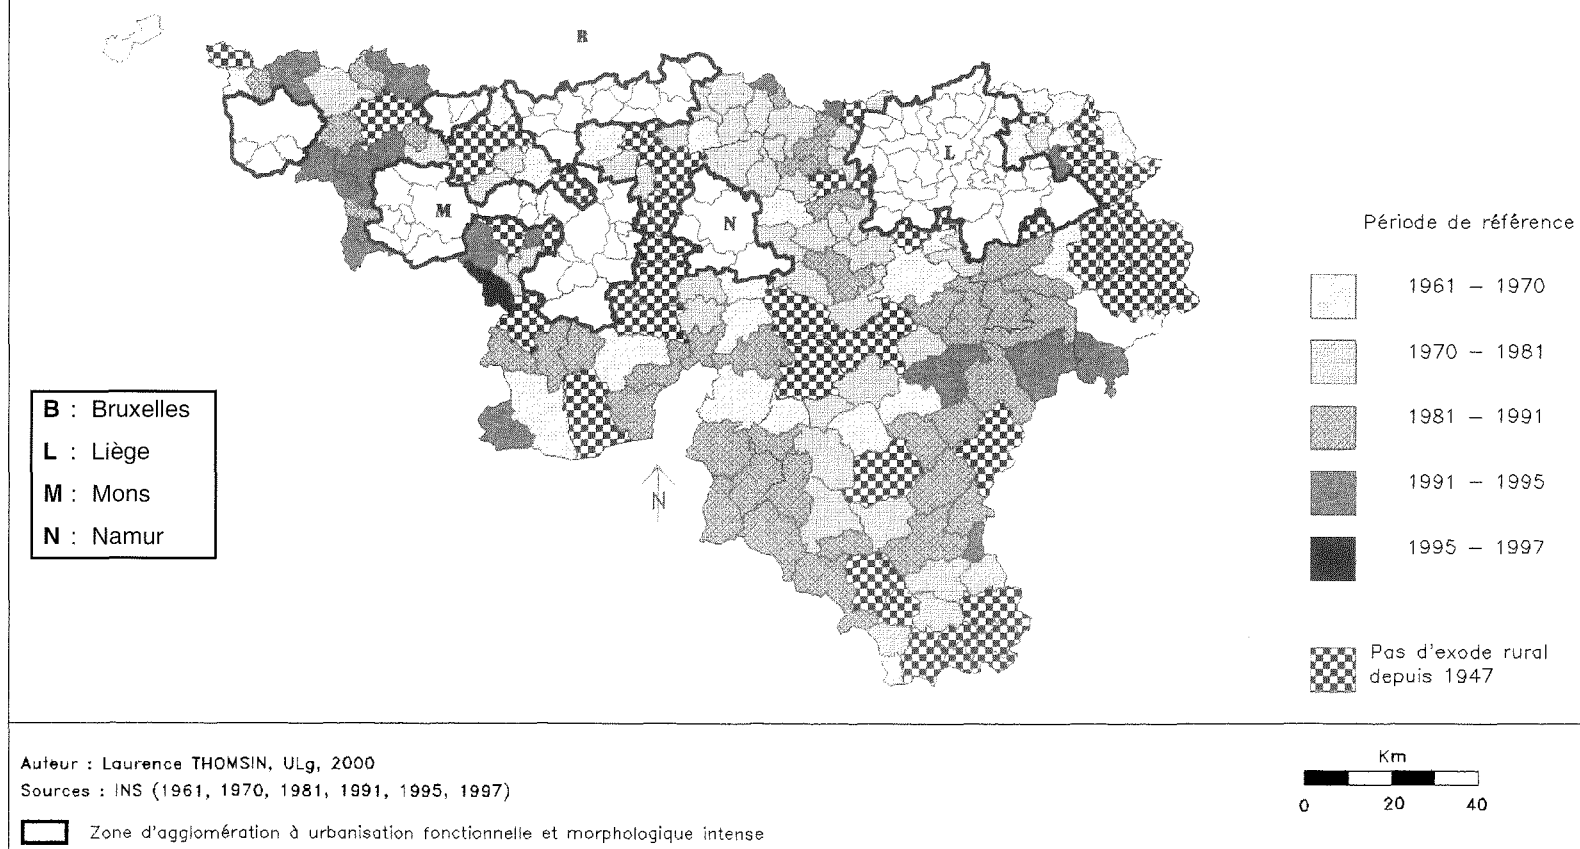 B
L
M
N
N
B : Bruxelles
L : Liège
M : Mons
N : Namur
Période de référence
1961 – 1970
1970 – 1981
1981 – 1991
1991 – 1995
1995 – 1997
Pas d'exode rural
depuis 1947
Auteur : Laurence THOMSIN, ULg, 2000
Sources : INS (1961, 1970, 1981, 1991, 1995, 1997)
Zone d'agglomération à urbanisation fonctionnelle et morphologique intense
Km
0 20 40